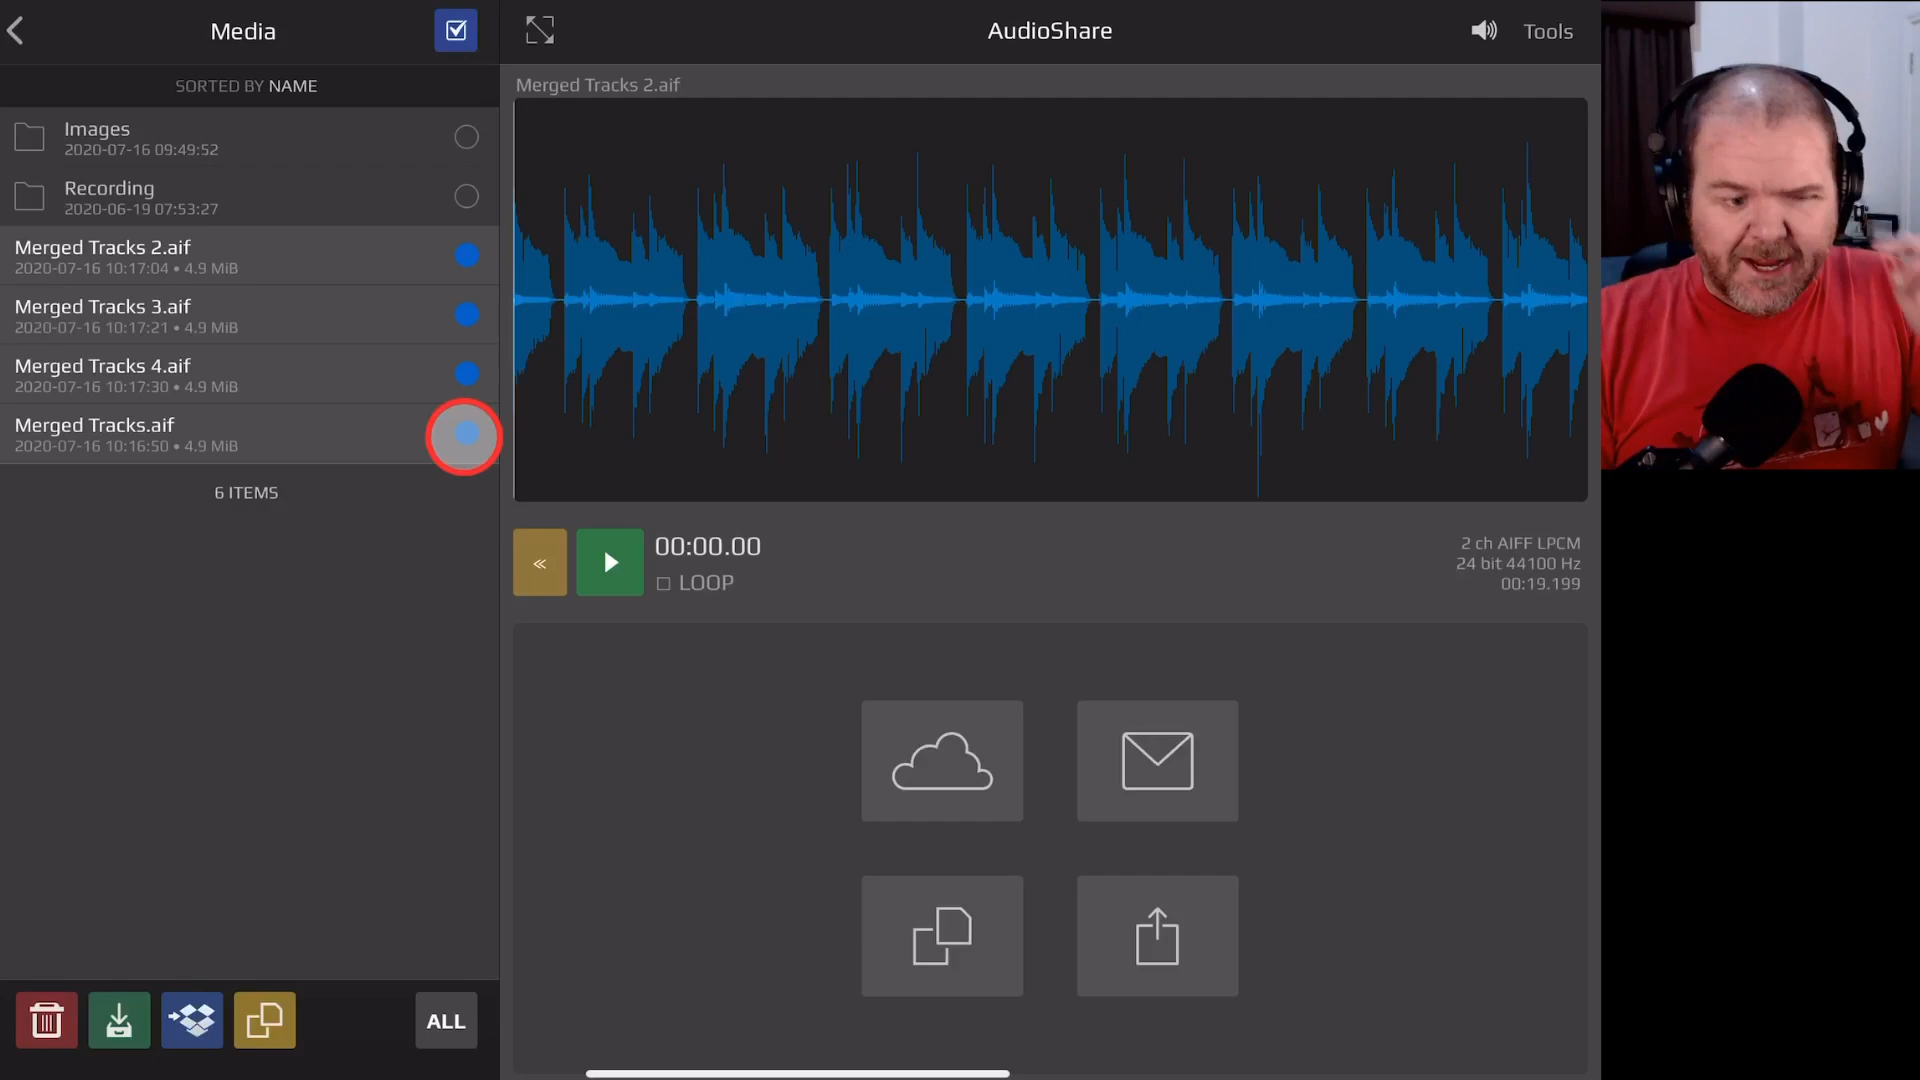 Media
AudioShare
Tools
SORTED BY NAME
Merged Tracks 2.aif
Images
2020-07-16 09:49:52
Recording
2020-06-19 07:53:27
Merged Tracks 2.aif
2020-07-16 10:17:04 • 4.9 MiB
Merged Tracks 3.aif
2020-07-16 10:17:21 • 4.9 MiB
Merged Tracks 4.aif
2020-07-16 10:17:30 • 4.9 MiB
Merged Tracks.aif
2020-07-16 10:16:50 • 4.9 MiB
6 ITEMS
00:00.00
LOOP
2 ch AIFF LPCM
24 bit 44100 Hz
00:19.199
ALL